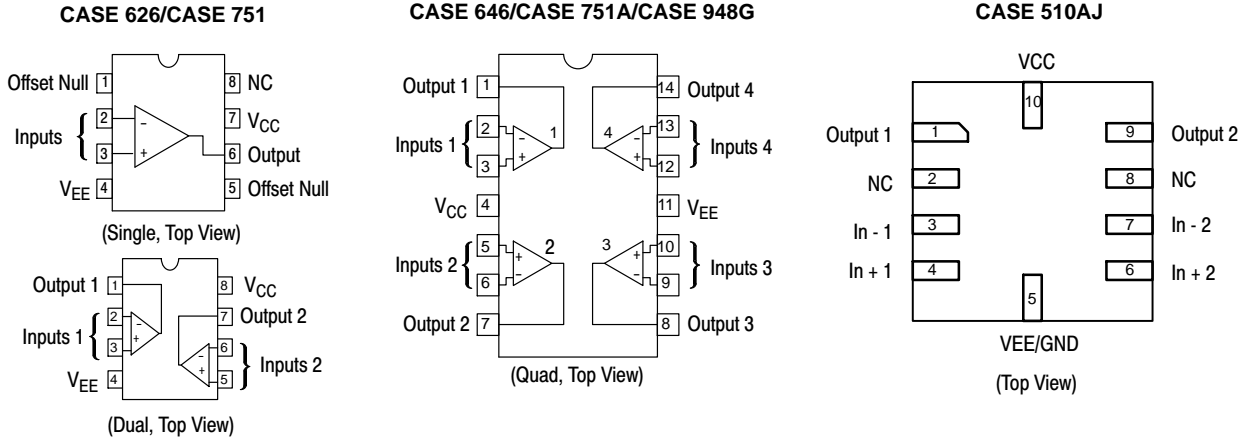 CASE 626/CASE 751
Offset Null 1
8 NC
2
Inputs
3
-
+
7 VCC
6 Output
VEE 4
5 Offset Null
(Single, Top View)
Output 1 1
8 VCC
2
Inputs 1
3
-
+
7 Output 2
6
Inputs 2
5
-
+
VEE 4
(Dual, Top View)
CASE 646/CASE 751A/CASE 948G
Output 1 1
14 Output 4
2
Inputs 1
3
-
+
1
4
-
+
13
Inputs 4
12
VCC 4
11 VEE
5
Inputs 2
6
+
-
2
3
+
-
10
Inputs 3
9
Output 2 7
8 Output 3
(Quad, Top View)
CASE 510AJ
VCC
10
Output 1 1
9 Output 2
NC 2
8 NC
In - 1 3
7 In - 2
In + 1 4
6 In + 2
5
VEE/GND
(Top View)